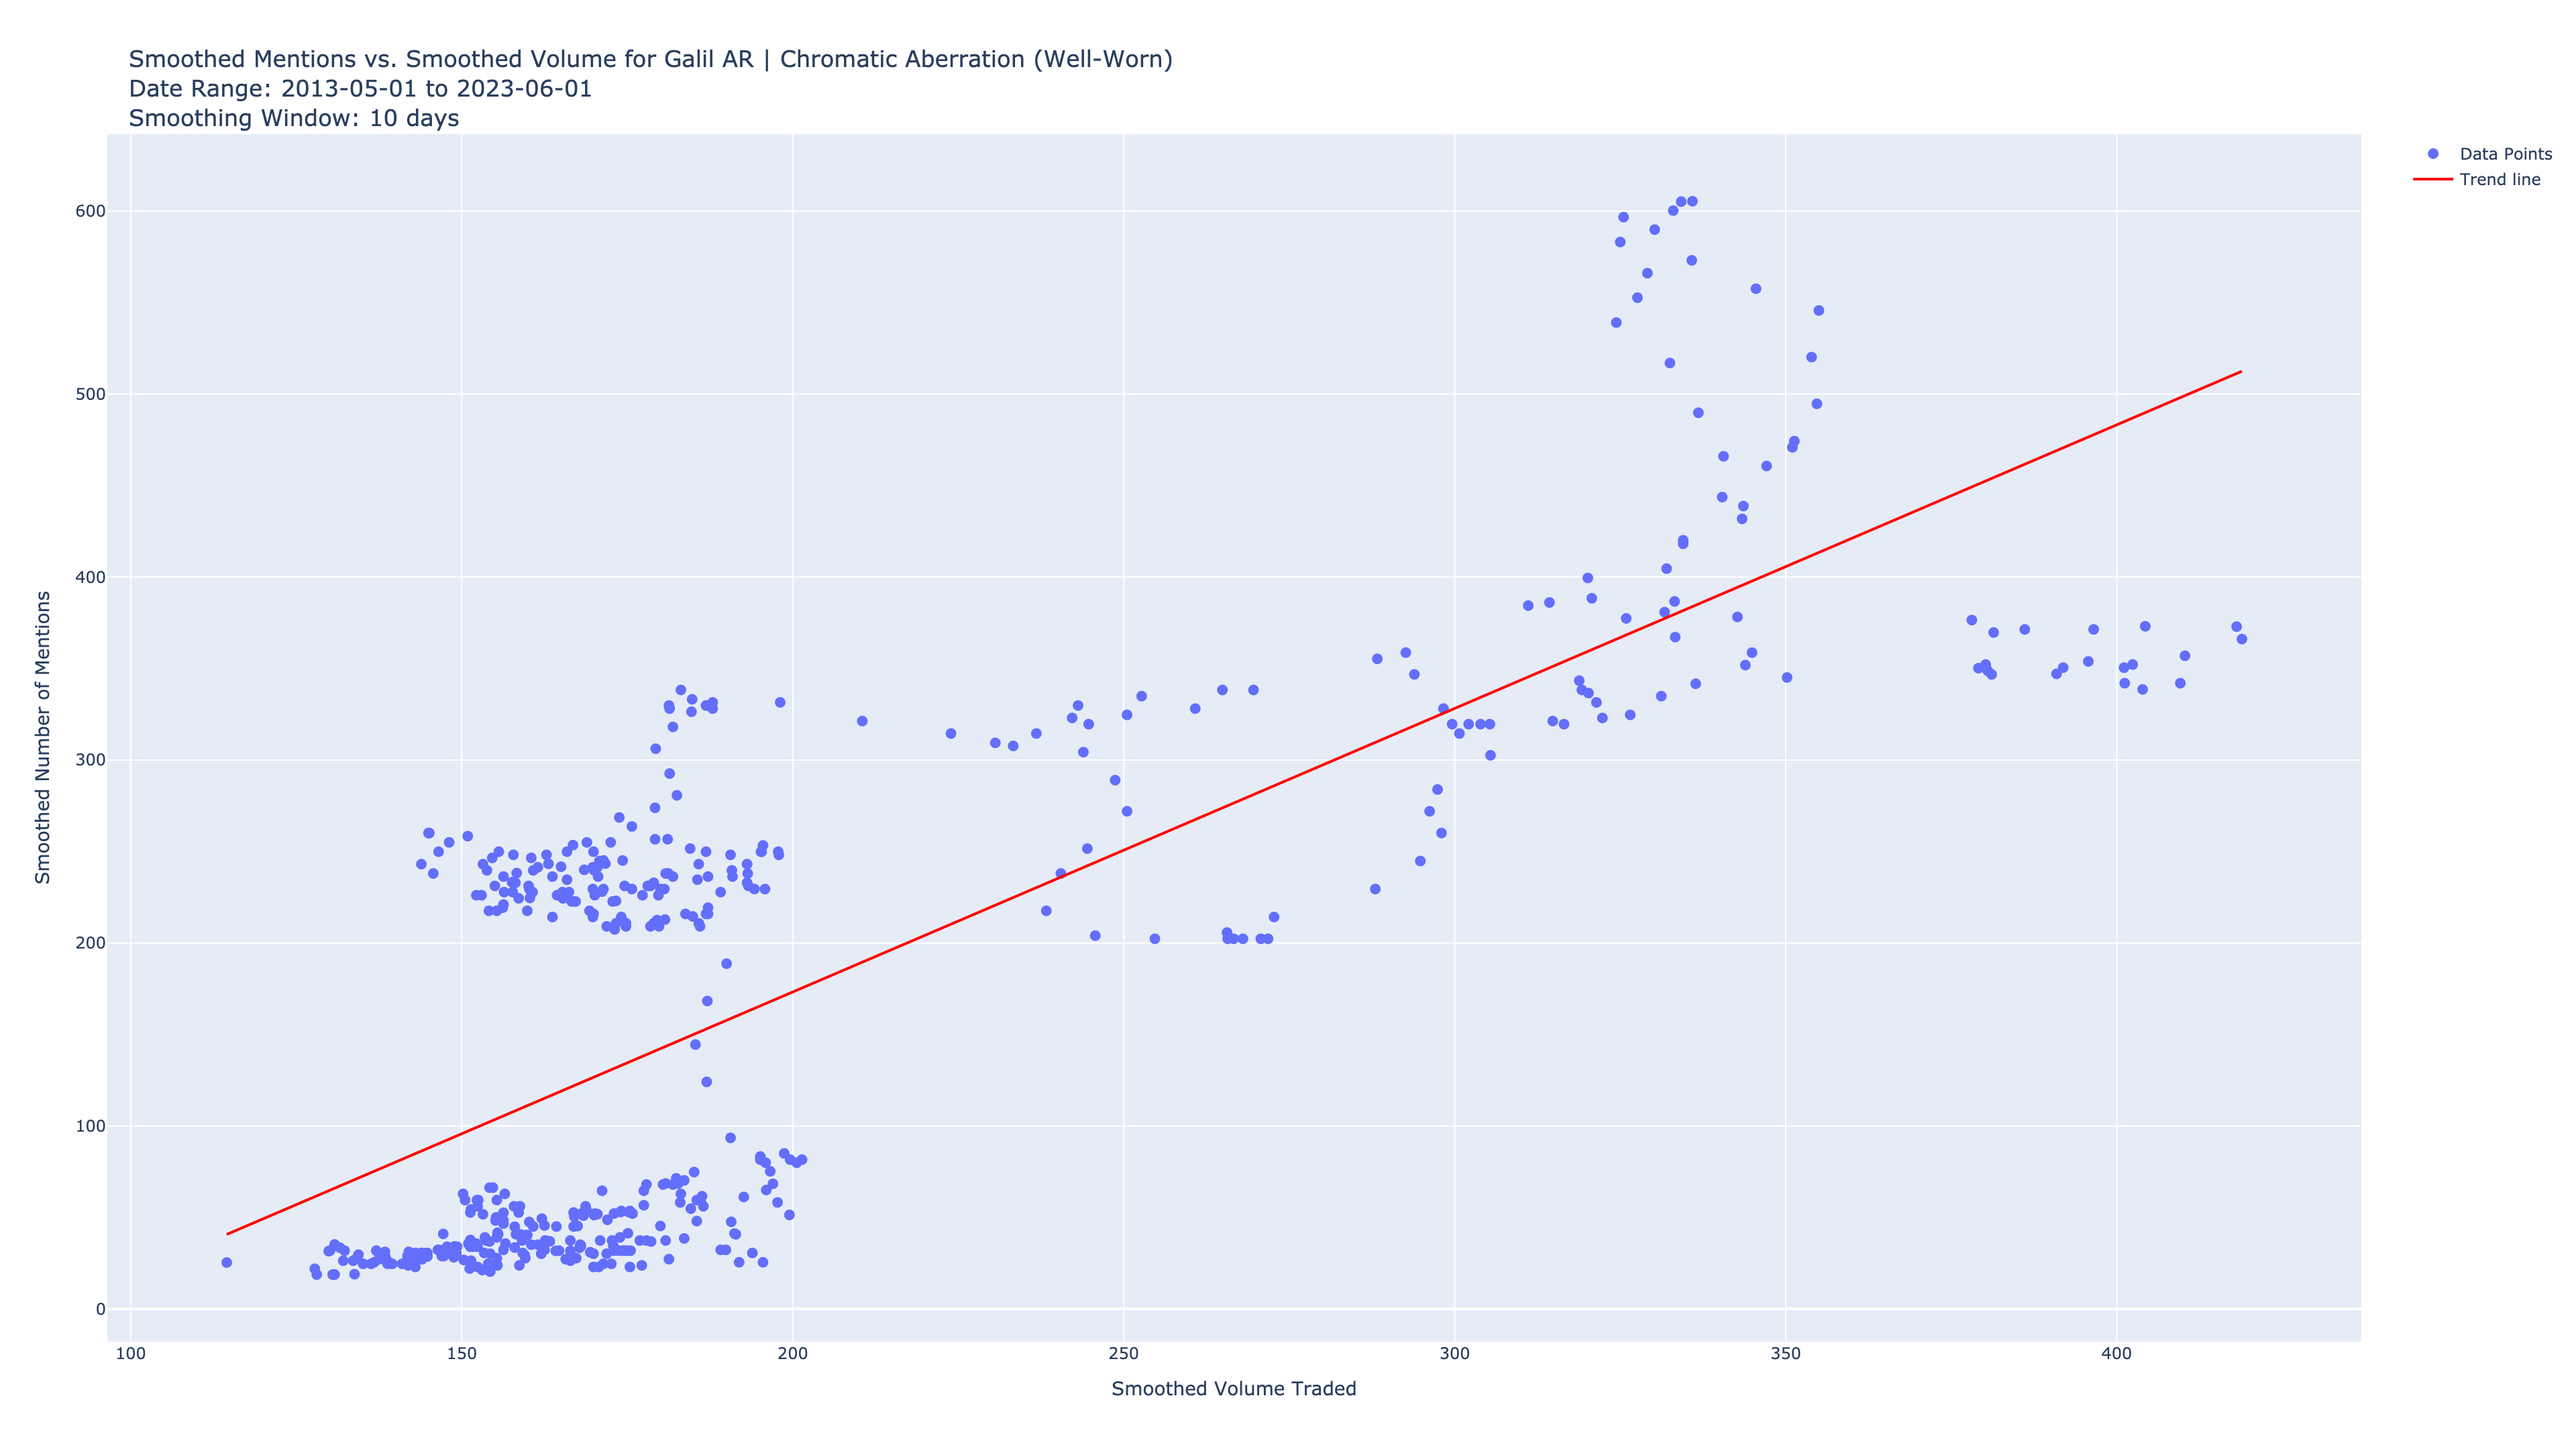 Smoothed Mentions vs. Smoothed Volume for Galil AR | Chromatic Aberration (Well-Worn)
Date Range: 2013-05-01 to 2023-06-01
Smoothing Window: 10 days
Data Points
Trend line
600
500
400
300
200
100
0
Smoothed Number of Mentions
100
150
200
250
300
350
400
Smoothed Volume Traded